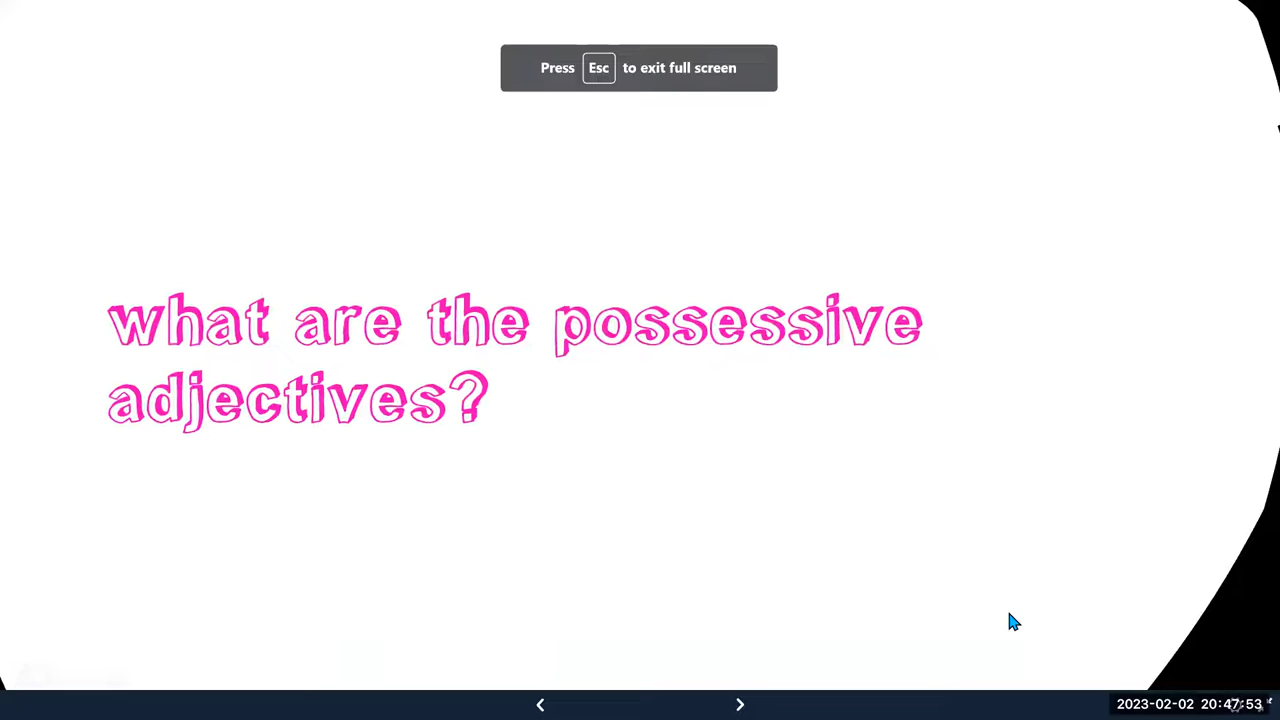 Press Esc to exit full screen
what are the possessive
adjectives?
2023-02-02 20:47:53